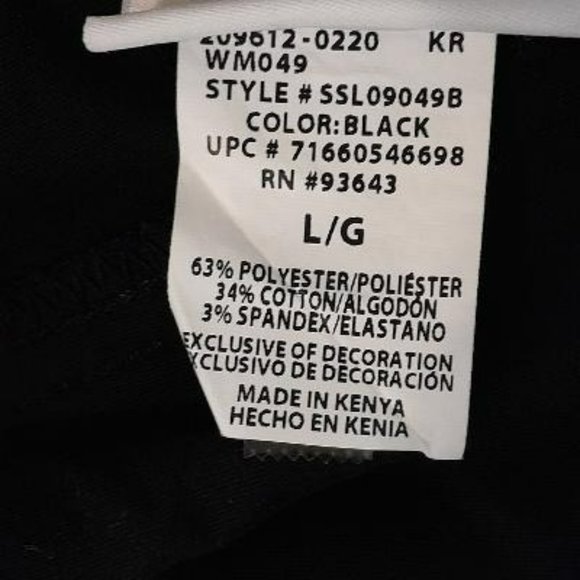 209612-0220 KR
WM049
STYLE # SSL09049B
COLOR: BLACK
UPC # 71660546698
RN #93643
L/G
63% POLYESTER/POLIÉSTER
34% COTTON/ALGODÓN
3% SPANDEX/ELASTANO
EXCLUSIVE OF DECORATION
EXCLUSIVO DE DECORACIÓN
MADE IN KENYA
HECHO EN KENIA